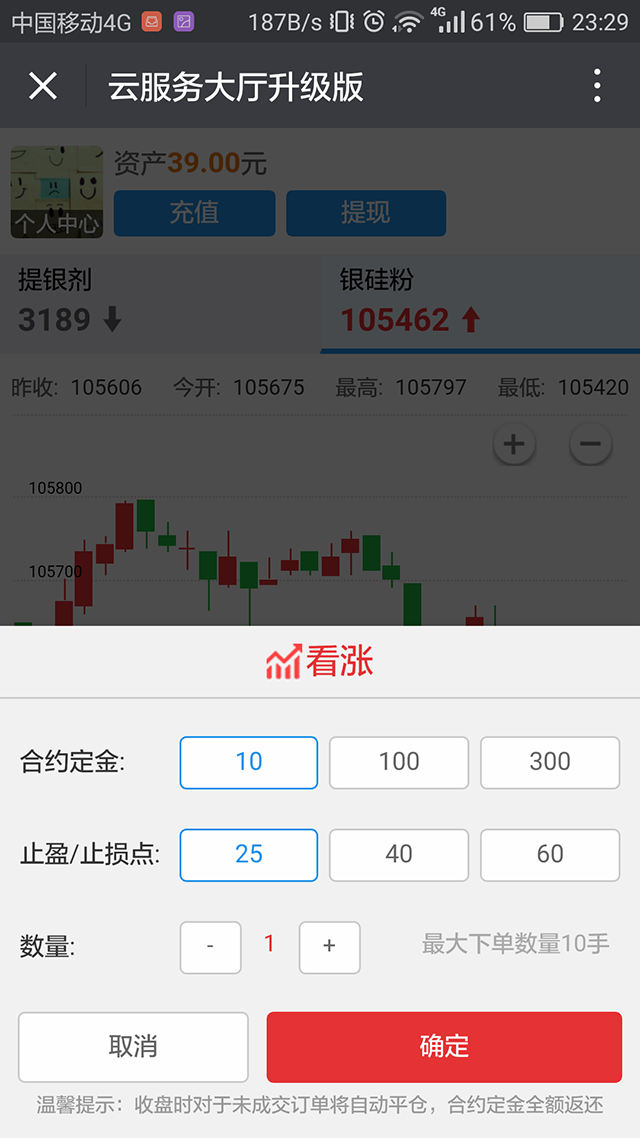 中国移动4G 187B/s 4G 61% 23:29
云服务大厅升级版
资产39.00元
个人中心 充值 提现
提银剂 银硅粉
3189 105462
昨收: 105606 今开: 105675 最高: 105797 最低: 105420
105800
105700
看涨
合约定金: 10 100 300
止盈/止损点: 25 40 60
数量: - 1 + 最大下单数量10手
取消 确定
温馨提示：收盘时对于未成交订单将自动平仓，合约定金全额返还